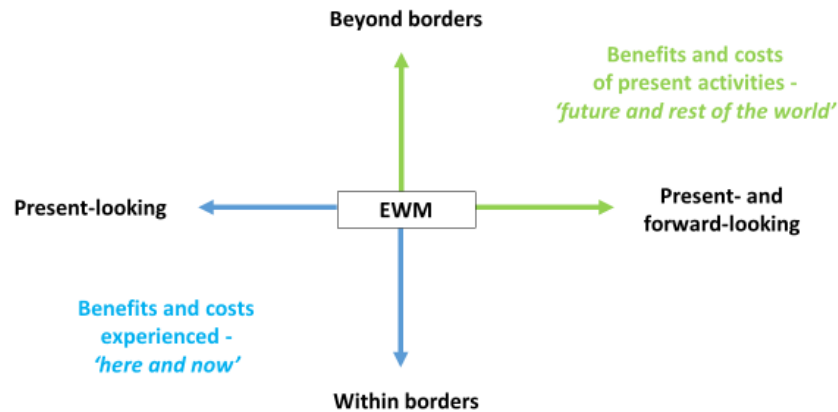 Beyond borders
Benefits and costs
of present activities -
‘future and rest of the world’
Present-looking
EWM
Present- and
forward-looking
Benefits and costs
experienced -
‘here and now’
Within borders